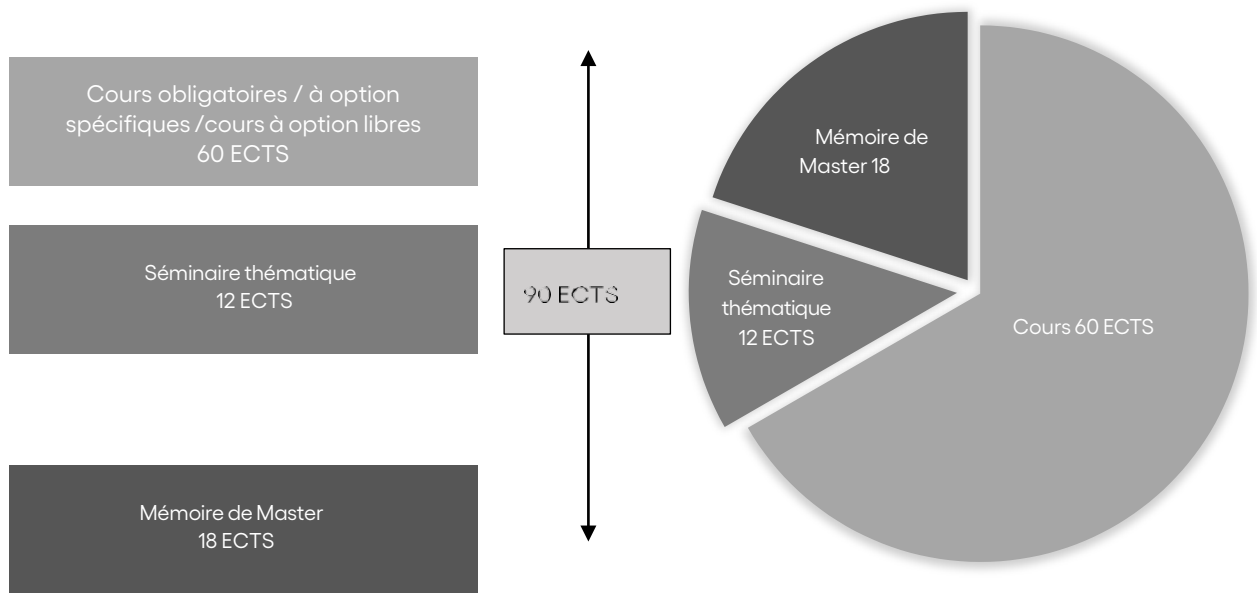 Cours obligatoires / à option
spécifiques /cours à option libres
60 ECTS
Séminaire thématique
12 ECTS
Mémoire de Master
18 ECTS
90 ECTS
Mémoire de
Master 18
Séminaire
thématique
12 ECTS
Cours 60 ECTS